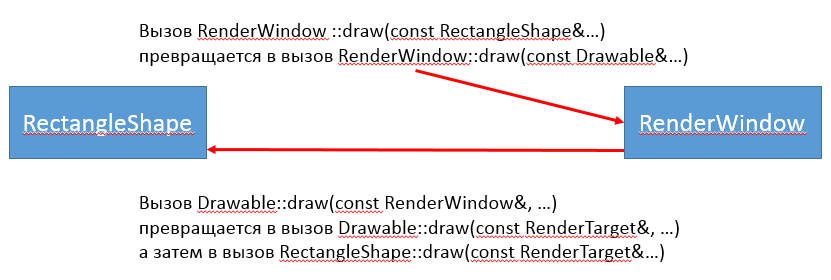 Вызов RenderWindow ::draw(const RectangleShape&…)
превращается в вызов RenderWindow::draw(const Drawable&…)
RectangleShape
RenderWindow
Вызов Drawable::draw(const RenderWindow&, …)
превращается в вызов Drawable::draw(const RenderTarget&, …)
а затем в вызов RectangleShape::draw(const RenderTarget&…)